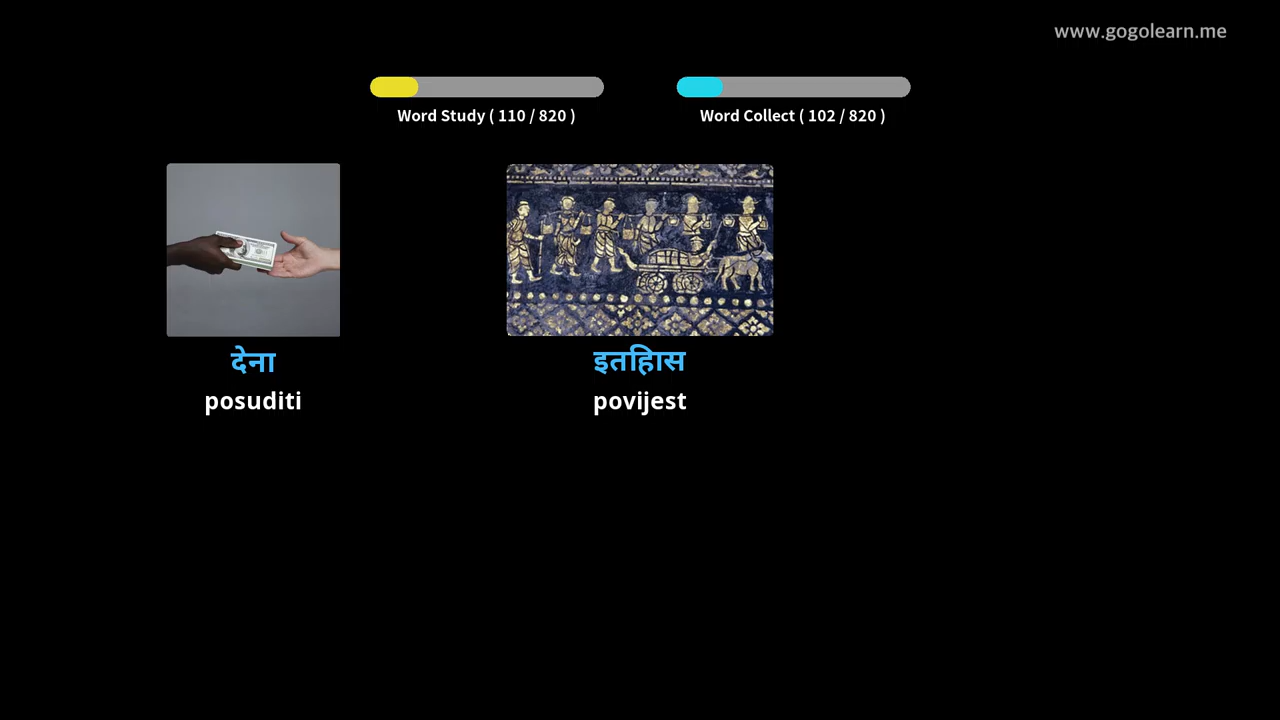 www.gogolearn.me
Word Study ( 110 / 820 )
Word Collect ( 102 / 820 )
देना
इतिहास
posuditi
povijest